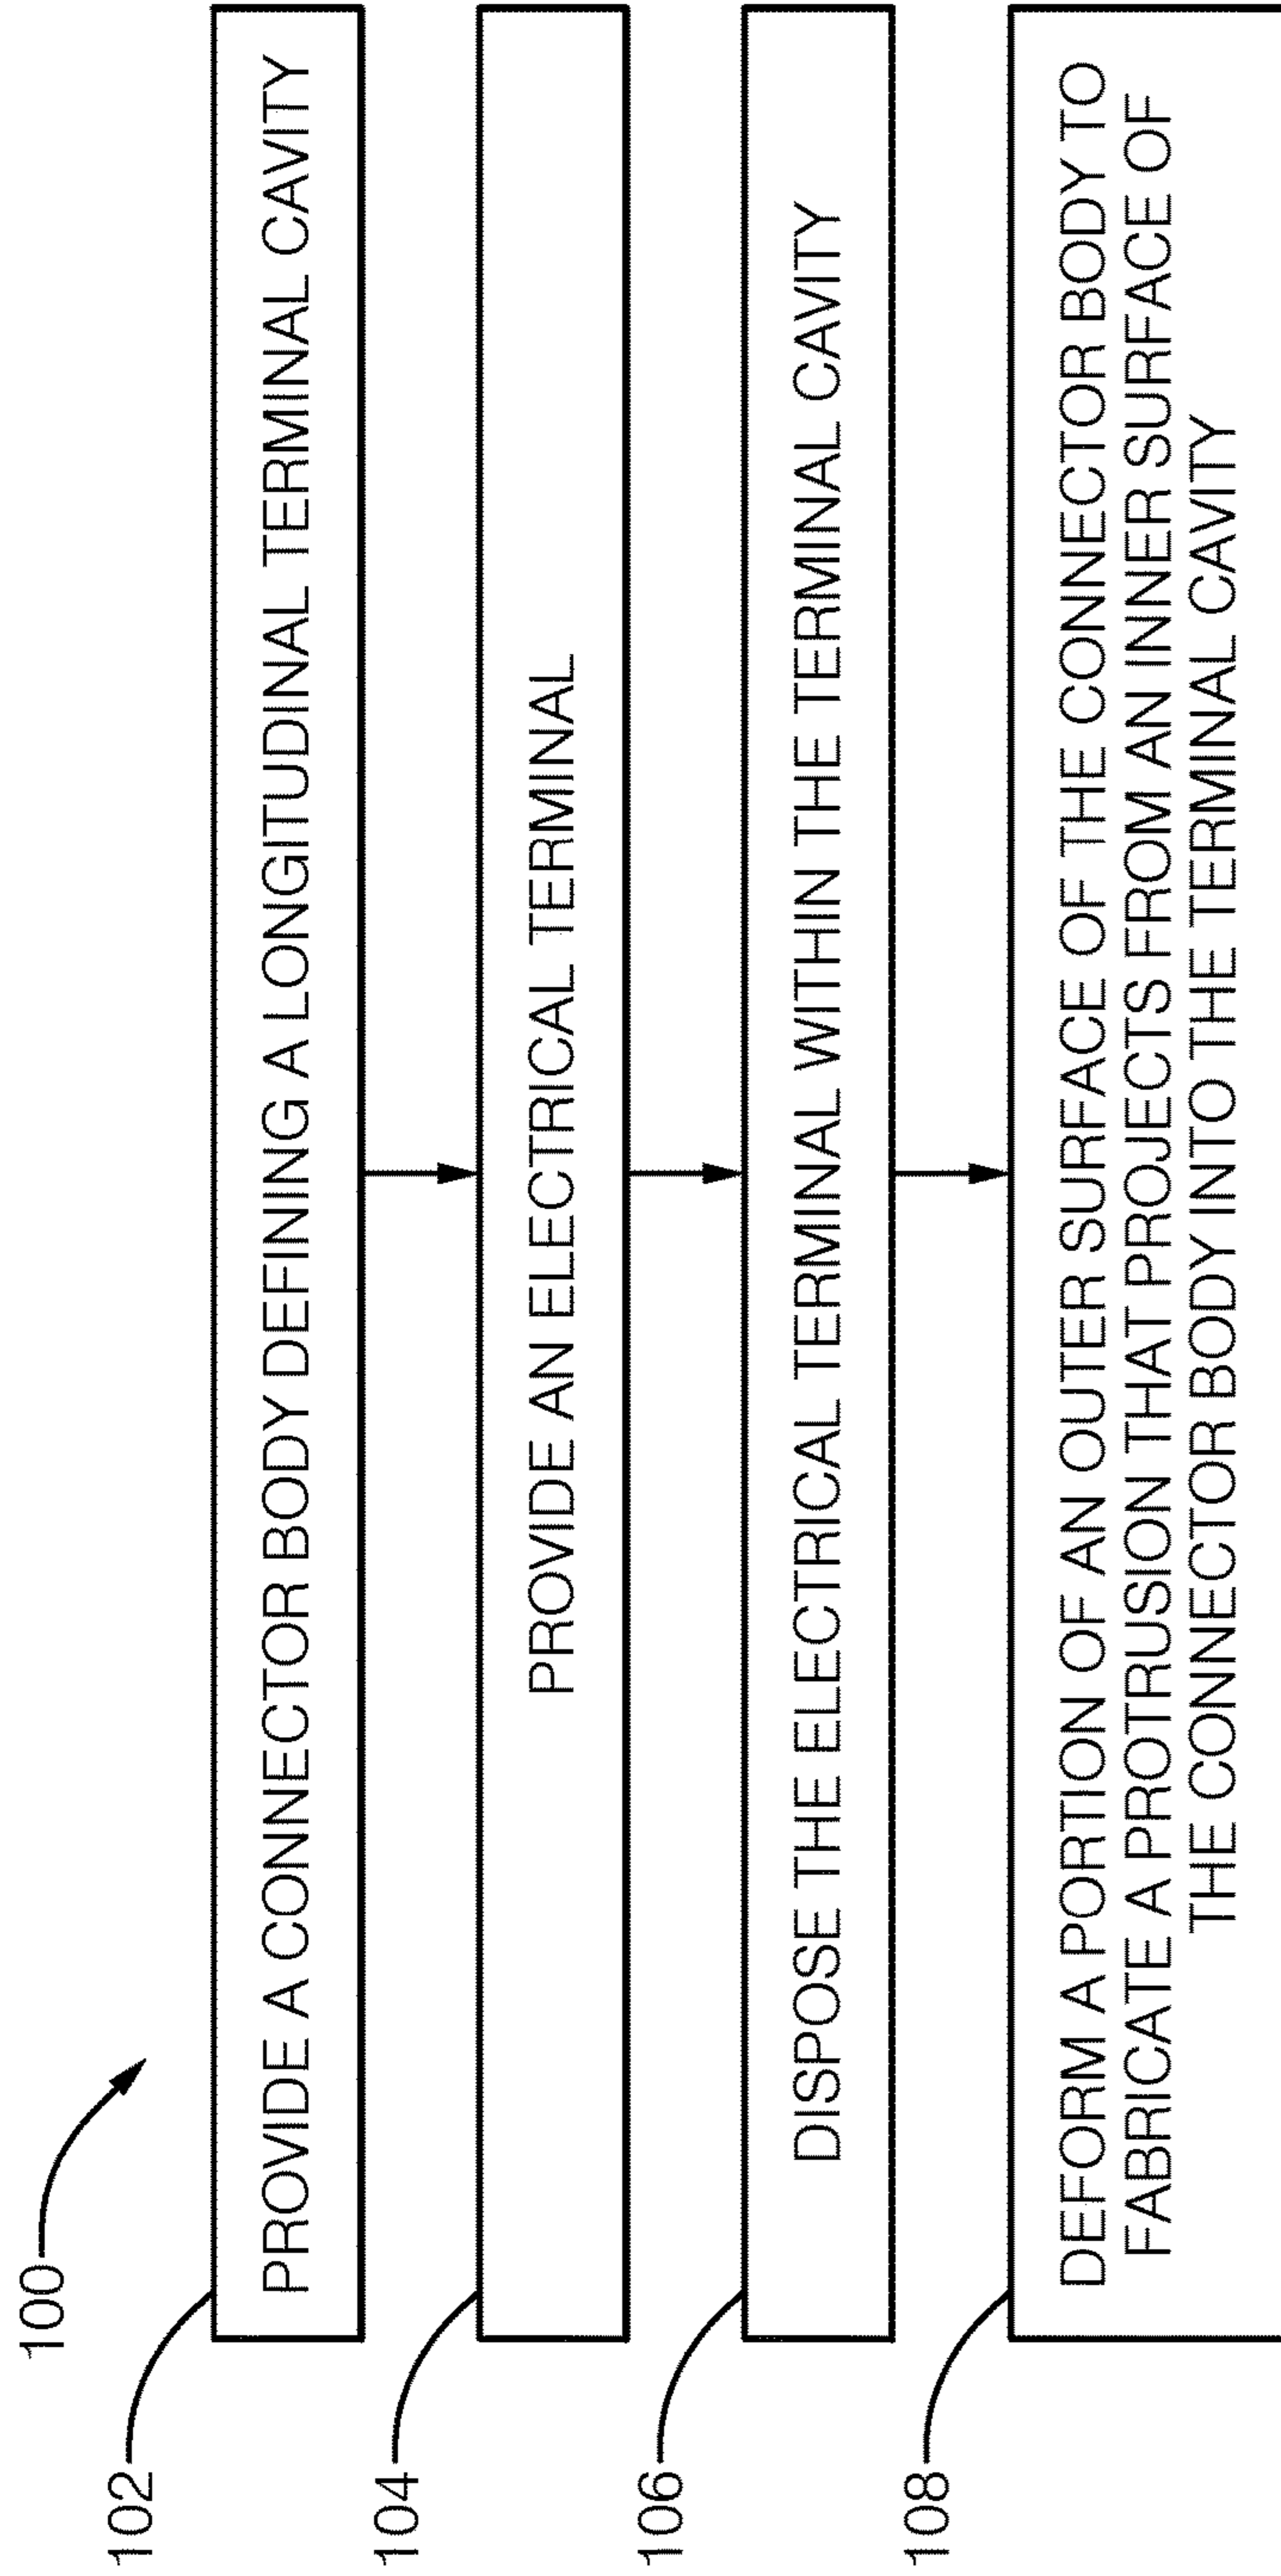 100
102
PROVIDE A CONNECTOR BODY DEFINING A LONGITUDINAL TERMINAL CAVITY
104
PROVIDE AN ELECTRICAL TERMINAL
106
DISPOSE THE ELECTRICAL TERMINAL WITHIN THE TERMINAL CAVITY
108
DEFORM A PORTION OF AN OUTER SURFACE OF THE CONNECTOR BODY TO
FABRICATE A PROTRUSION THAT PROJECTS FROM AN INNER SURFACE OF
THE CONNECTOR BODY INTO THE TERMINAL CAVITY